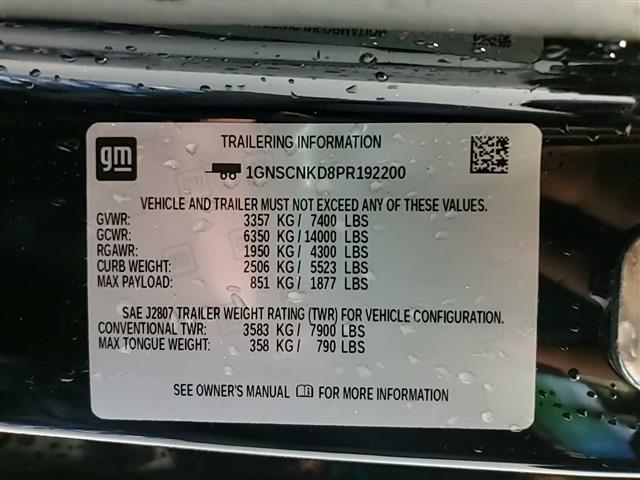 gm
TRAILERING INFORMATION
1GNSCNKD8PR192200
VEHICLE AND TRAILER MUST NOT EXCEED ANY OF THESE VALUES.
GVWR: 3357 KG/ 7400 LBS
GCWR: 6350 KG/ 14000 LBS
RGAWR: 1950 KG/ 4300 LBS
CURB WEIGHT: 2506 KG/ 5523 LBS
MAX PAYLOAD: 851 KG/ 1877 LBS
SAE J2807 TRAILER WEIGHT RATING (TWR) FOR VEHICLE CONFIGURATION.
CONVENTIONAL TWR: 3583 KG/ 7900 LBS
MAX TONGUE WEIGHT: 358 KG/ 790 LBS
SEE OWNER'S MANUAL FOR MORE INFORMATION